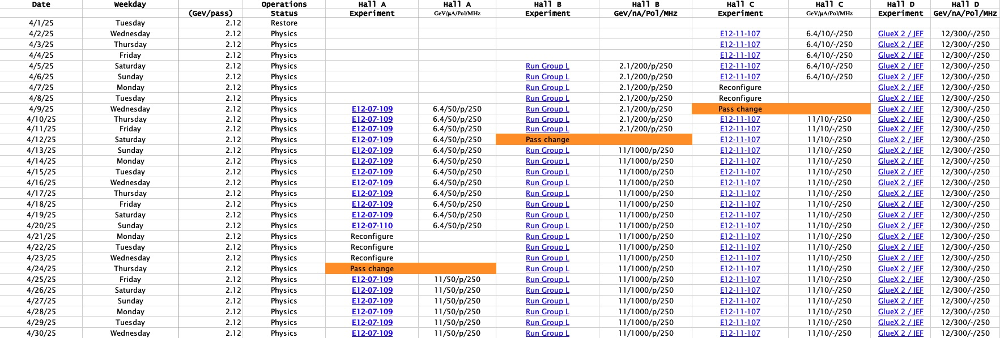 Date Weekday Operations Hall A Hall A Hall B Hall B Hall C Hall C Hall D Hall D
(GeV/pass) Status Experiment GeV/µA/Pol/MHz Experiment GeV/nA/Pol/MHz Experiment GeV/µA/Pol/MHz Experiment GeV/nA/Pol/MHz
4/1/25 Tuesday 2.12 Restore
4/2/25 Wednesday 2.12 Physics E12-11-107 6.4/10/-/250 GlueX 2 / JEF 12/300/-/250
4/3/25 Thursday 2.12 Physics E12-11-107 6.4/10/-/250 GlueX 2 / JEF 12/300/-/250
4/4/25 Friday 2.12 Physics E12-11-107 6.4/10/-/250 GlueX 2 / JEF 12/300/-/250
4/5/25 Saturday 2.12 Physics Run Group L 2.1/200/p/250 E12-11-107 6.4/10/-/250 GlueX 2 / JEF 12/300/-/250
4/6/25 Sunday 2.12 Physics Run Group L 2.1/200/p/250 E12-11-107 6.4/10/-/250 GlueX 2 / JEF 12/300/-/250
4/7/25 Monday 2.12 Physics Run Group L 2.1/200/p/250 Reconfigure GlueX 2 / JEF 12/300/-/250
4/8/25 Tuesday 2.12 Physics Run Group L 2.1/200/p/250 Reconfigure GlueX 2 / JEF 12/300/-/250
4/9/25 Wednesday 2.12 Physics E12-07-109 6.4/50/p/250 Run Group L 2.1/200/p/250 Pass change GlueX 2 / JEF 12/300/-/250
4/10/25 Thursday 2.12 Physics E12-07-109 6.4/50/p/250 Run Group L 2.1/200/p/250 E12-11-107 11/10/-/250 GlueX 2 / JEF 12/300/-/250
4/11/25 Friday 2.12 Physics E12-07-109 6.4/50/p/250 Run Group L 2.1/200/p/250 E12-11-107 11/10/-/250 GlueX 2 / JEF 12/300/-/250
4/12/25 Saturday 2.12 Physics E12-07-109 6.4/50/p/250 Pass change E12-11-107 11/10/-/250 GlueX 2 / JEF 12/300/-/250
4/13/25 Sunday 2.12 Physics E12-07-109 6.4/50/p/250 Run Group L 11/1000/p/250 E12-11-107 11/10/-/250 GlueX 2 / JEF 12/300/-/250
4/14/25 Monday 2.12 Physics E12-07-109 6.4/50/p/250 Run Group L 11/1000/p/250 E12-11-107 11/10/-/250 GlueX 2 / JEF 12/300/-/250
4/15/25 Tuesday 2.12 Physics E12-07-109 6.4/50/p/250 Run Group L 11/1000/p/250 E12-11-107 11/10/-/250 GlueX 2 / JEF 12/300/-/250
4/16/25 Wednesday 2.12 Physics E12-07-109 6.4/50/p/250 Run Group L 11/1000/p/250 E12-11-107 11/10/-/250 GlueX 2 / JEF 12/300/-/250
4/17/25 Thursday 2.12 Physics E12-07-109 6.4/50/p/250 Run Group L 11/1000/p/250 E12-11-107 11/10/-/250 GlueX 2 / JEF 12/300/-/250
4/18/25 Friday 2.12 Physics E12-07-109 6.4/50/p/250 Run Group L 11/1000/p/250 E12-11-107 11/10/-/250 GlueX 2 / JEF 12/300/-/250
4/19/25 Saturday 2.12 Physics E12-07-109 6.4/50/p/250 Run Group L 11/1000/p/250 E12-11-107 11/10/-/250 GlueX 2 / JEF 12/300/-/250
4/20/25 Sunday 2.12 Physics E12-07-110 6.4/50/p/250 Run Group L 11/1000/p/250 E12-11-107 11/10/-/250 GlueX 2 / JEF 12/300/-/250
4/21/25 Monday 2.12 Physics Reconfigure Run Group L 11/1000/p/250 E12-11-107 11/10/-/250 GlueX 2 / JEF 12/300/-/250
4/22/25 Tuesday 2.12 Physics Reconfigure Run Group L 11/1000/p/250 E12-11-107 11/10/-/250 GlueX 2 / JEF 12/300/-/250
4/23/25 Wednesday 2.12 Physics Reconfigure Run Group L 11/1000/p/250 E12-11-107 11/10/-/250 GlueX 2 / JEF 12/300/-/250
4/24/25 Thursday 2.12 Physics Pass change Run Group L 11/1000/p/250 E12-11-107 11/10/-/250 GlueX 2 / JEF 12/300/-/250
4/25/25 Friday 2.12 Physics E12-07-109 11/50/p/250 Run Group L 11/1000/p/250 E12-11-107 11/10/-/250 GlueX 2 / JEF 12/300/-/250
4/26/25 Saturday 2.12 Physics E12-07-109 11/50/p/250 Run Group L 11/1000/p/250 E12-11-107 11/10/-/250 GlueX 2 / JEF 12/300/-/250
4/27/25 Sunday 2.12 Physics E12-07-109 11/50/p/250 Run Group L 11/1000/p/250 E12-11-107 11/10/-/250 GlueX 2 / JEF 12/300/-/250
4/28/25 Monday 2.12 Physics E12-07-109 11/50/p/250 Run Group L 11/1000/p/250 E12-11-107 11/10/-/250 GlueX 2 / JEF 12/300/-/250
4/29/25 Tuesday 2.12 Physics E12-07-109 11/50/p/250 Run Group L 11/1000/p/250 E12-11-107 11/10/-/250 GlueX 2 / JEF 12/300/-/250
4/30/25 Wednesday 2.12 Physics E12-07-109 11/50/p/250 Run Group L 11/1000/p/250 E12-11-107 11/10/-/250 GlueX 2 / JEF 12/300/-/250